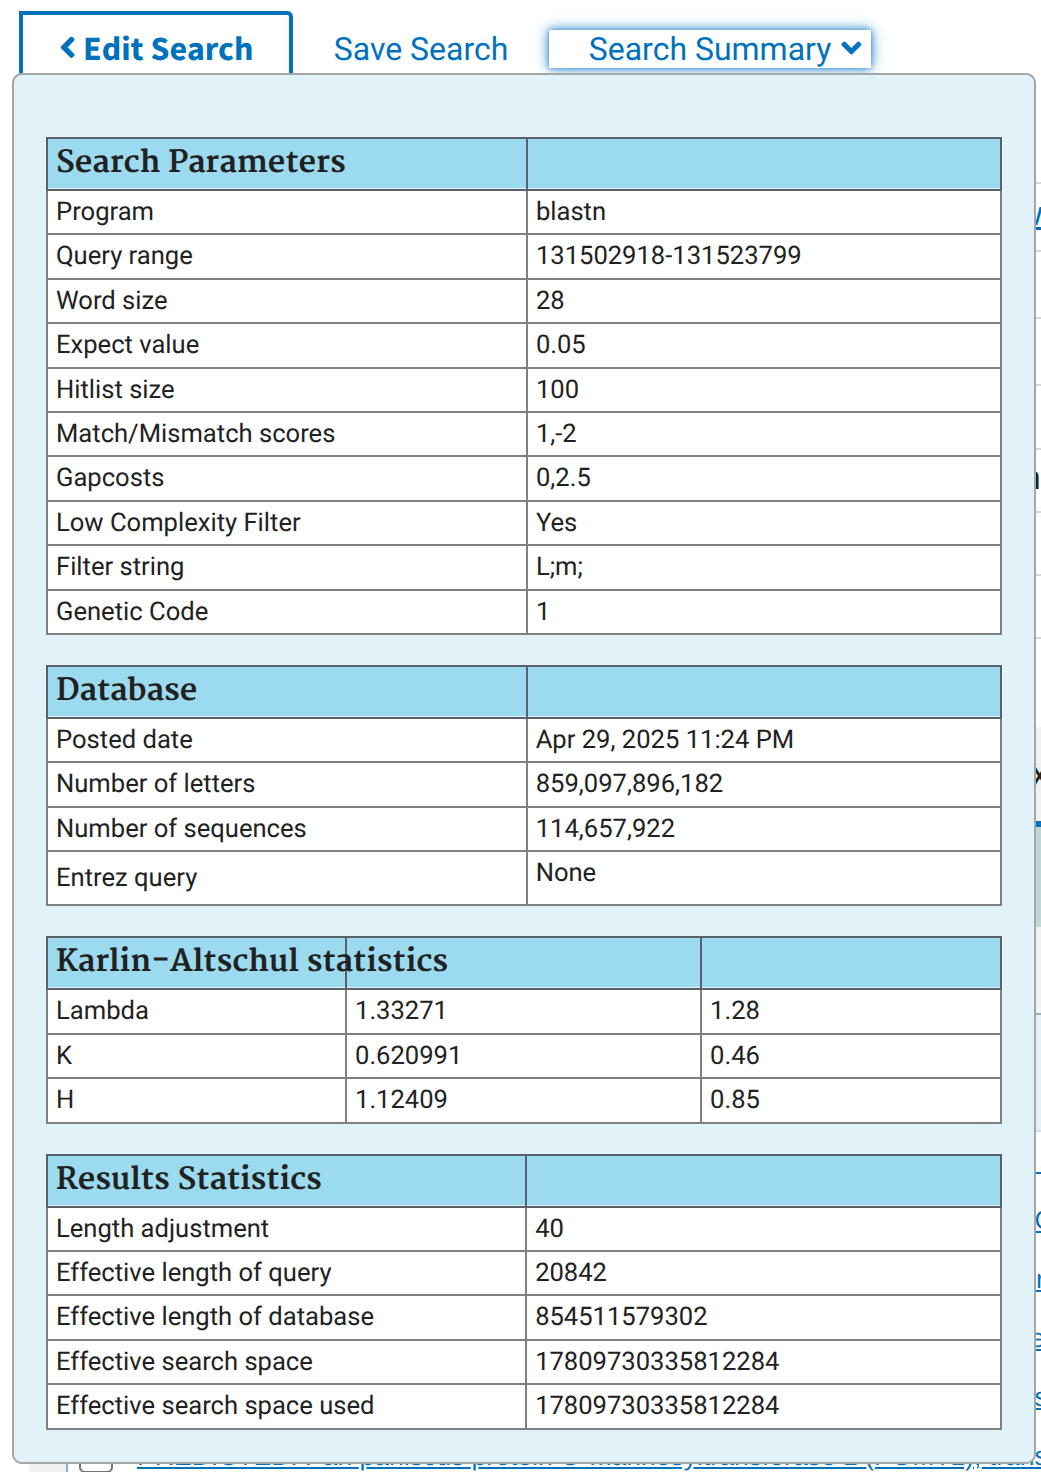 Edit Search Save Search Search Summary
Search Parameters
Program blastn
Query range 131502918-131523799
Word size 28
Expect value 0.05
Hitlist size 100
Match/Mismatch scores 1,-2
Gapcosts 0,2.5
Low Complexity Filter Yes
Filter string L;m;
Genetic Code 1
Database
Posted date Apr 29, 2025 11:24 PM
Number of letters 859,097,896,182
Number of sequences 114,657,922
Entrez query None
Karlin-Altschul statistics
Lambda 1.33271 1.28
K 0.620991 0.46
H 1.12409 0.85
Results Statistics
Length adjustment 40
Effective length of query 20842
Effective length of database 854511579302
Effective search space 17809730335812284
Effective search space used 17809730335812284